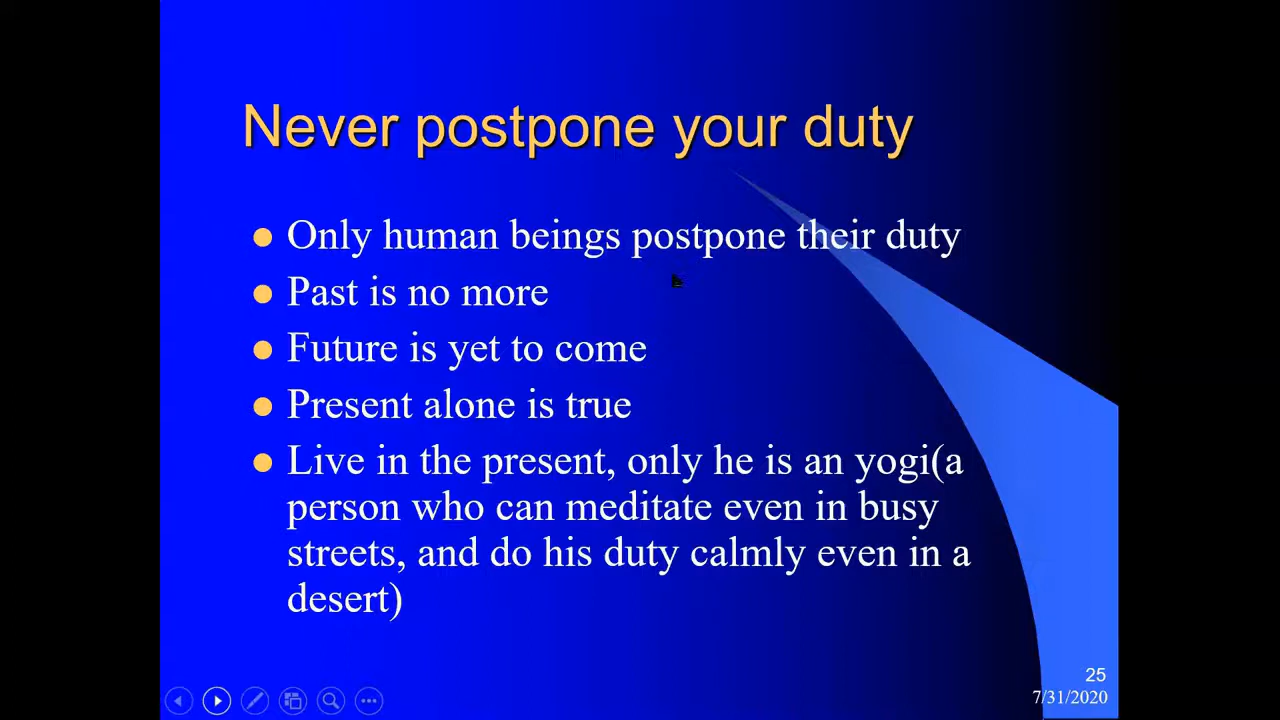 Never postpone your duty
Only human beings postpone their duty
Past is no more
Future is yet to come
Present alone is true
Live in the present, only he is an yogi(a
person who can meditate even in busy
streets, and do his duty calmly even in a
desert)
25
7/31/2020